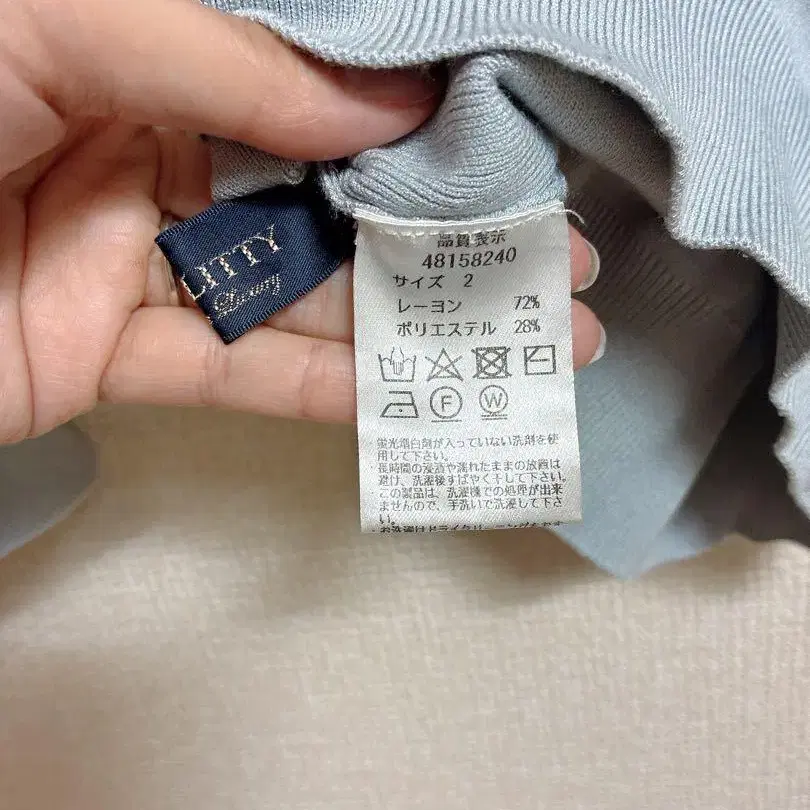 LITTY
Luxury
品質表示
48158240
サイズ 2
レーヨン 72%
ポリエステル 28%
F
W
蛍光増白剤が入っていない洗剤を使
用して下さい。
・長時間の浸漬や濡れたままの放置は
避け、洗濯後すばやく干して下さい。
・この製品は、洗濯機での処理が出来
ませんので、手洗いで洗濯して下さ
い。